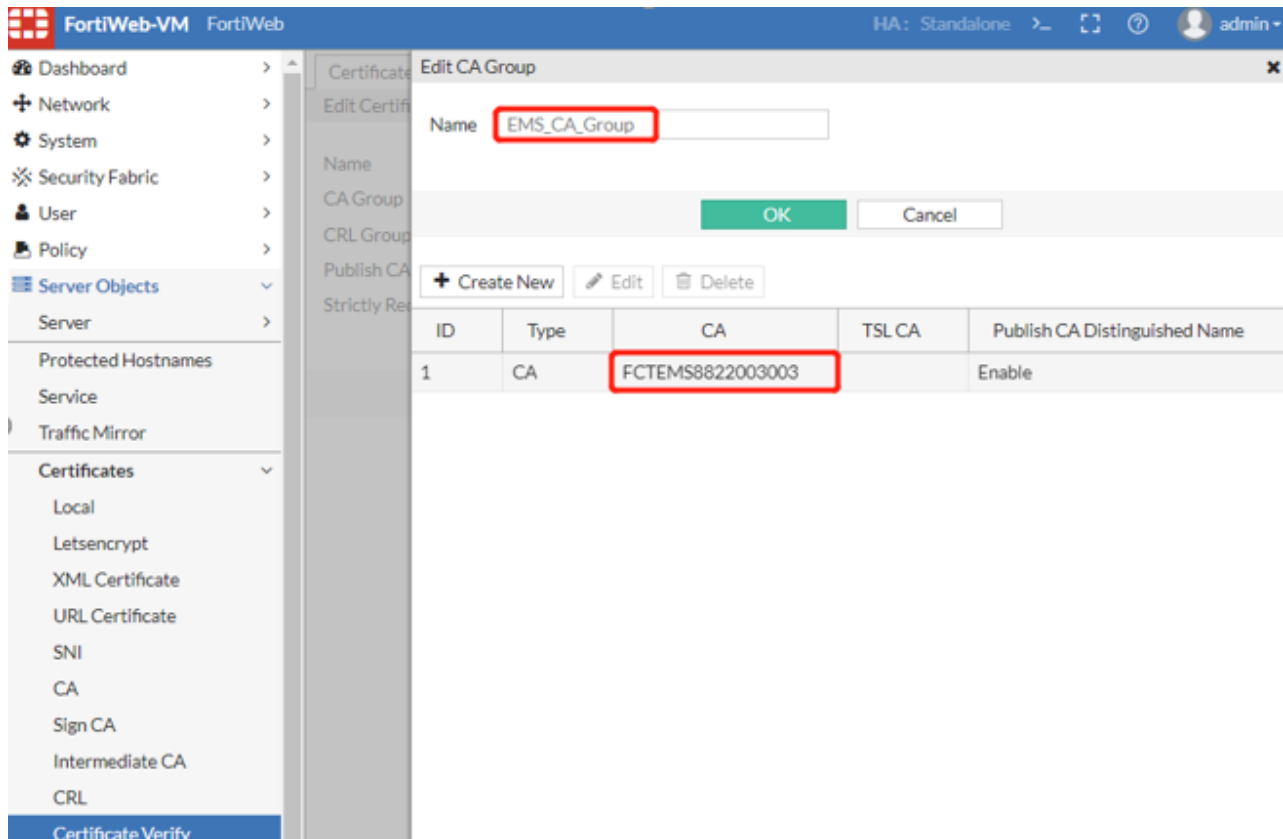 FortiWeb-VM FortiWeb HA: Standalone >_ admin
Dashboard
Network
System
Security Fabric
User
Policy
Server Objects
Server
Protected Hostnames
Service
Traffic Mirror
Certificates
Local
Letsencrypt
XML Certificate
URL Certificate
SNI
CA
Sign CA
Intermediate CA
CRL
Certificate Verify
Certificate
Edit Certifi
Name
CA Group
CRL Group
Publish CA
Strictly Req
Edit CA Group
Name EMS_CA_Group
OK Cancel
+ Create New Edit Delete
ID Type CA TSL CA Publish CA Distinguished Name
1 CA FCTEMS8822003003 Enable